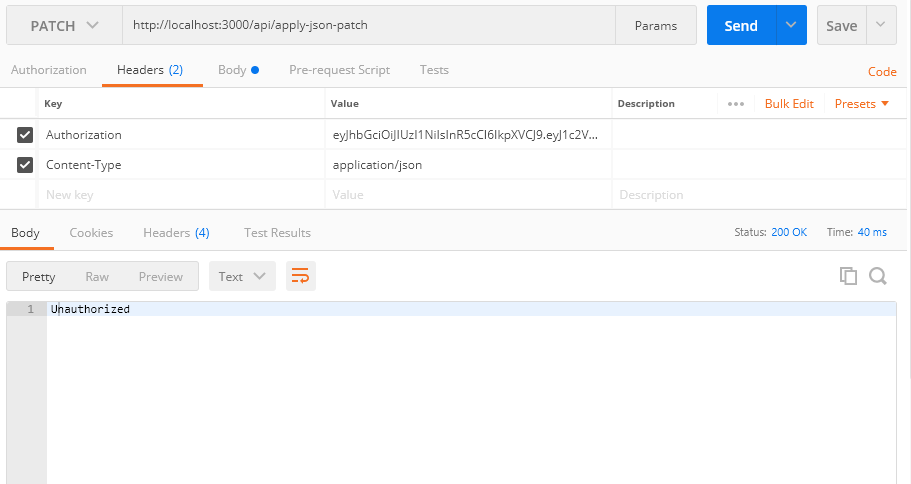 PATCH http://localhost:3000/api/apply-json-patch Params Send Save
Authorization Headers (2) Body Pre-request Script Tests Code
Key Value Description ••• Bulk Edit Presets
Authorization eyJhbGciOiJIUzI1NiIsInR5cCI6IkpXVCJ9.eyJ1c2V...
Content-Type application/json
New key Value Description
Body Cookies Headers (4) Test Results Status: 200 OK Time: 40 ms
Pretty Raw Preview Text
1 Unauthorized